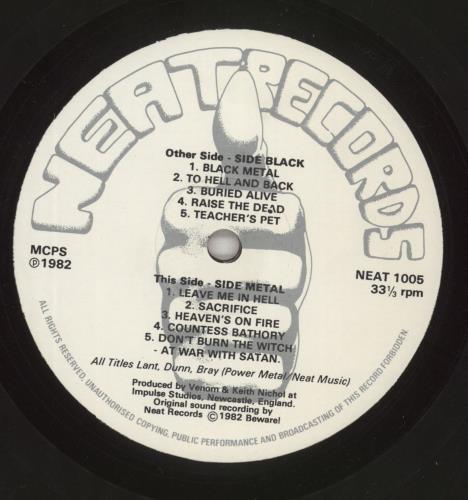 NEAT RECORDS
Other Side - SIDE BLACK
1. BLACK METAL
2. TO HELL AND BACK
3. BURIED ALIVE
4. RAISE THE DEAD
5. TEACHER'S PET
MCPS
Ⓟ1982
NEAT 1005
33⅓ rpm
This Side - SIDE METAL
1. LEAVE ME IN HELL
2. SACRIFICE
3. HEAVEN'S ON FIRE
4. COUNTESS BATHORY
5. DON'T BURN THE WITCH
- AT WAR WITH SATAN.
All Titles Lant, Dunn, Bray (Power Metal/Neat Music)
Produced by Venom & Keith Nichol at
Impulse Studios, Newcastle, England.
Original sound recording by
Neat Records ©1982 Beware!
ALL RIGHTS RESERVED. UNAUTHORISED COPYING, PUBLIC PERFORMANCE AND BROADCASTING OF THIS RECORD FORBIDDEN.